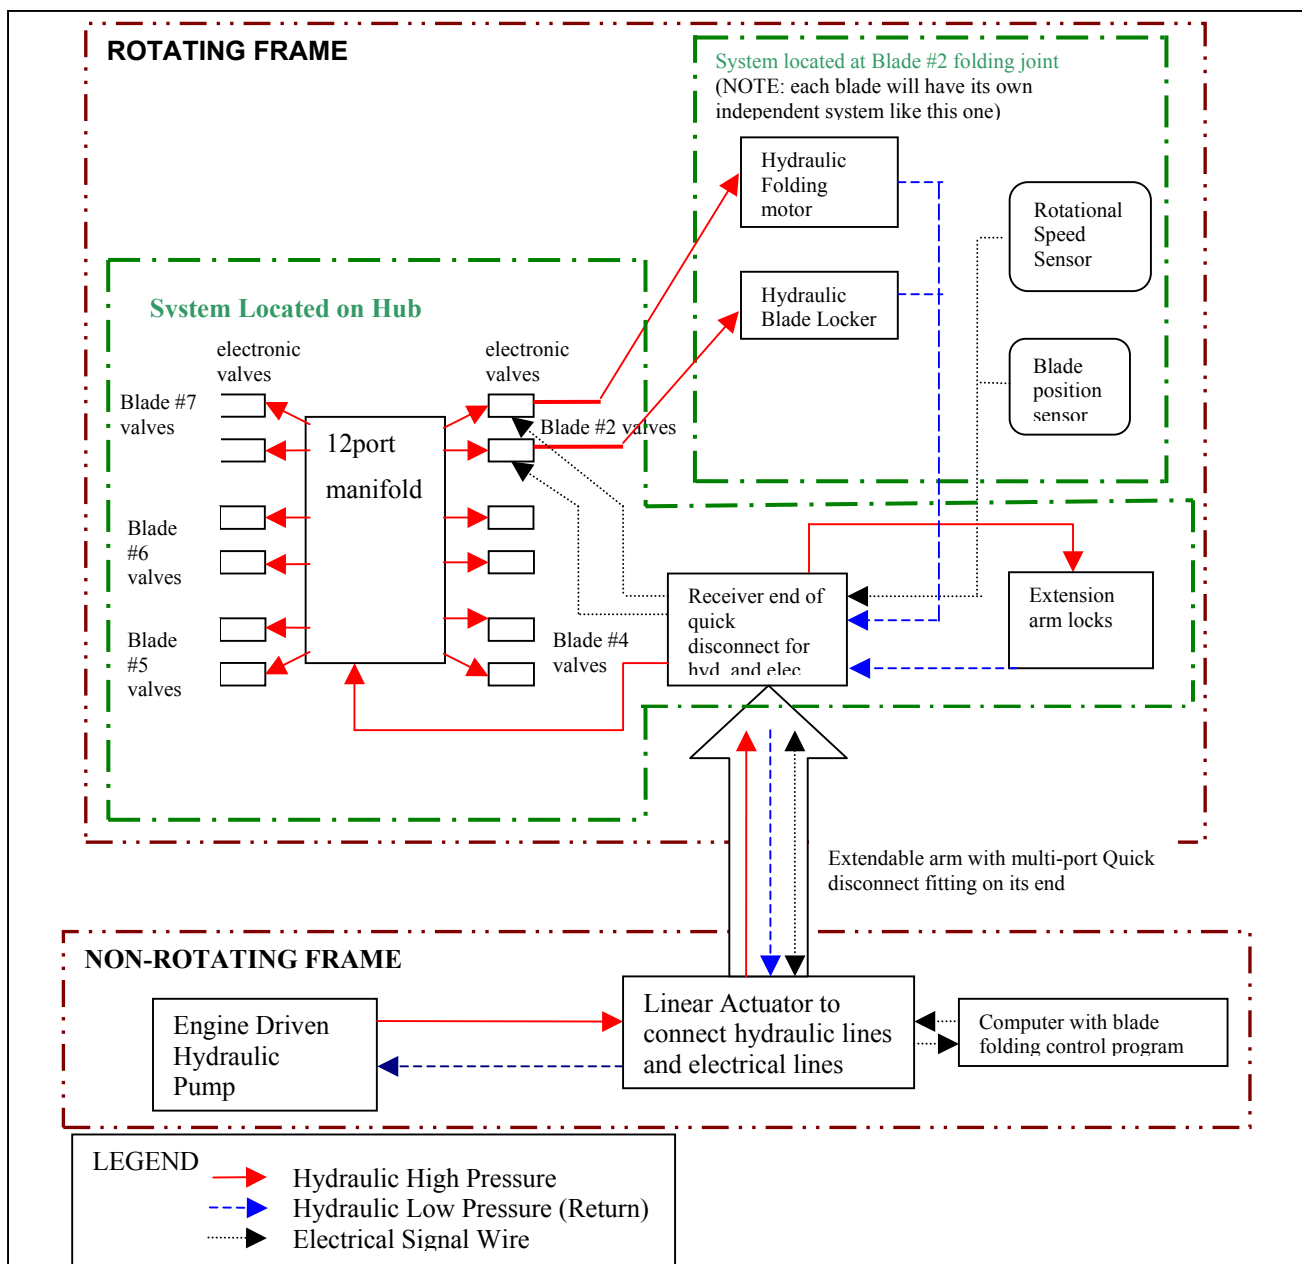 ROTATING FRAME
System located at Blade #2 folding joint
(NOTE: each blade will have its own
independent system like this one)
Hydraulic
Folding
motor
Rotational
Speed
Sensor
Hydraulic
Blade Locker
Blade
position
sensor
System Located on Hub
electronic
valves
electronic
valves
Blade #7
valves
Blade #2 valves
12port
manifold
Blade
#6
valves
Blade
#5
valves
Blade #4
valves
Receiver end of
quick
disconnect for
hyd. and elec
Extension
arm locks
Extendable arm with multi-port Quick
disconnect fitting on its end
NON-ROTATING FRAME
Engine Driven
Hydraulic
Pump
Linear Actuator to
connect hydraulic lines
and electrical lines
Computer with blade
folding control program
LEGEND
Hydraulic High Pressure
Hydraulic Low Pressure (Return)
Electrical Signal Wire